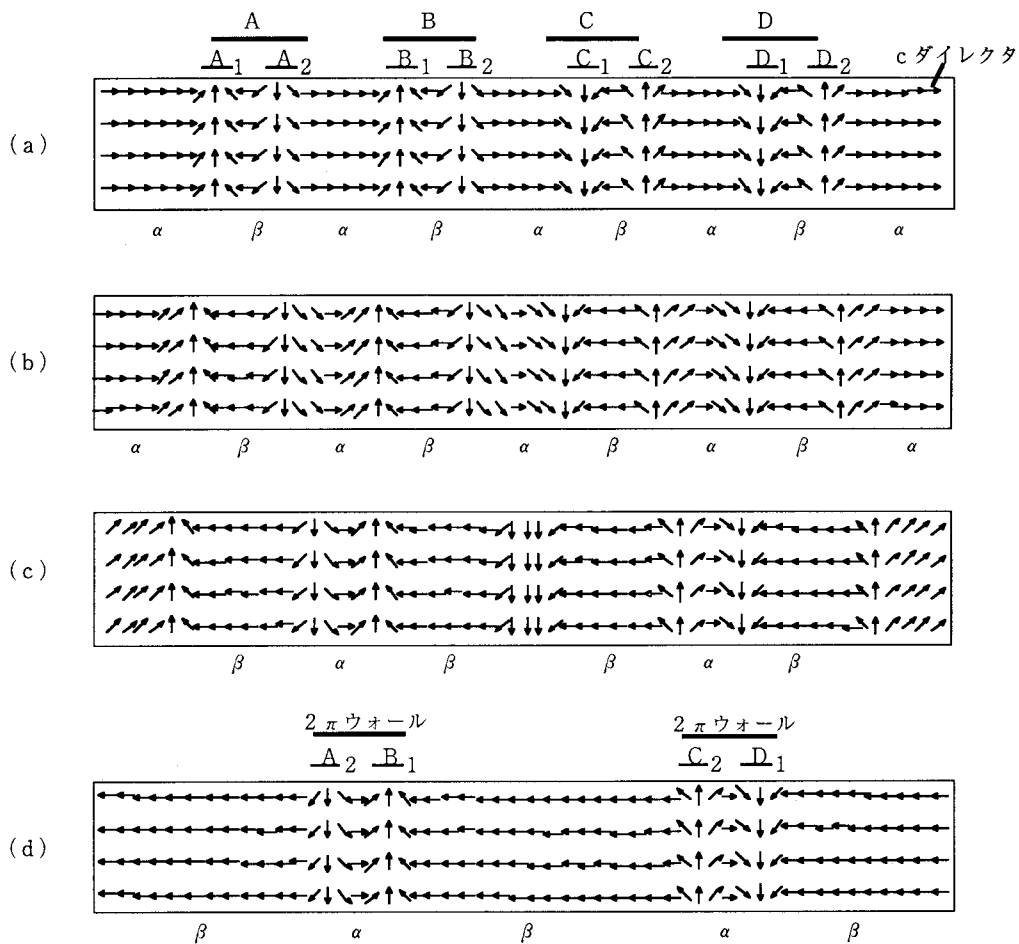 A B C D
A1 A2 B1 B2 C1 C2 D1 D2 cダイレクタ
(a)
α β α β α β α β α
(b)
α β α β α β α β α
(c)
β α β β α β
2πウォール 2πウォール
A2 B1 C2 D1
(d)
β α β α β